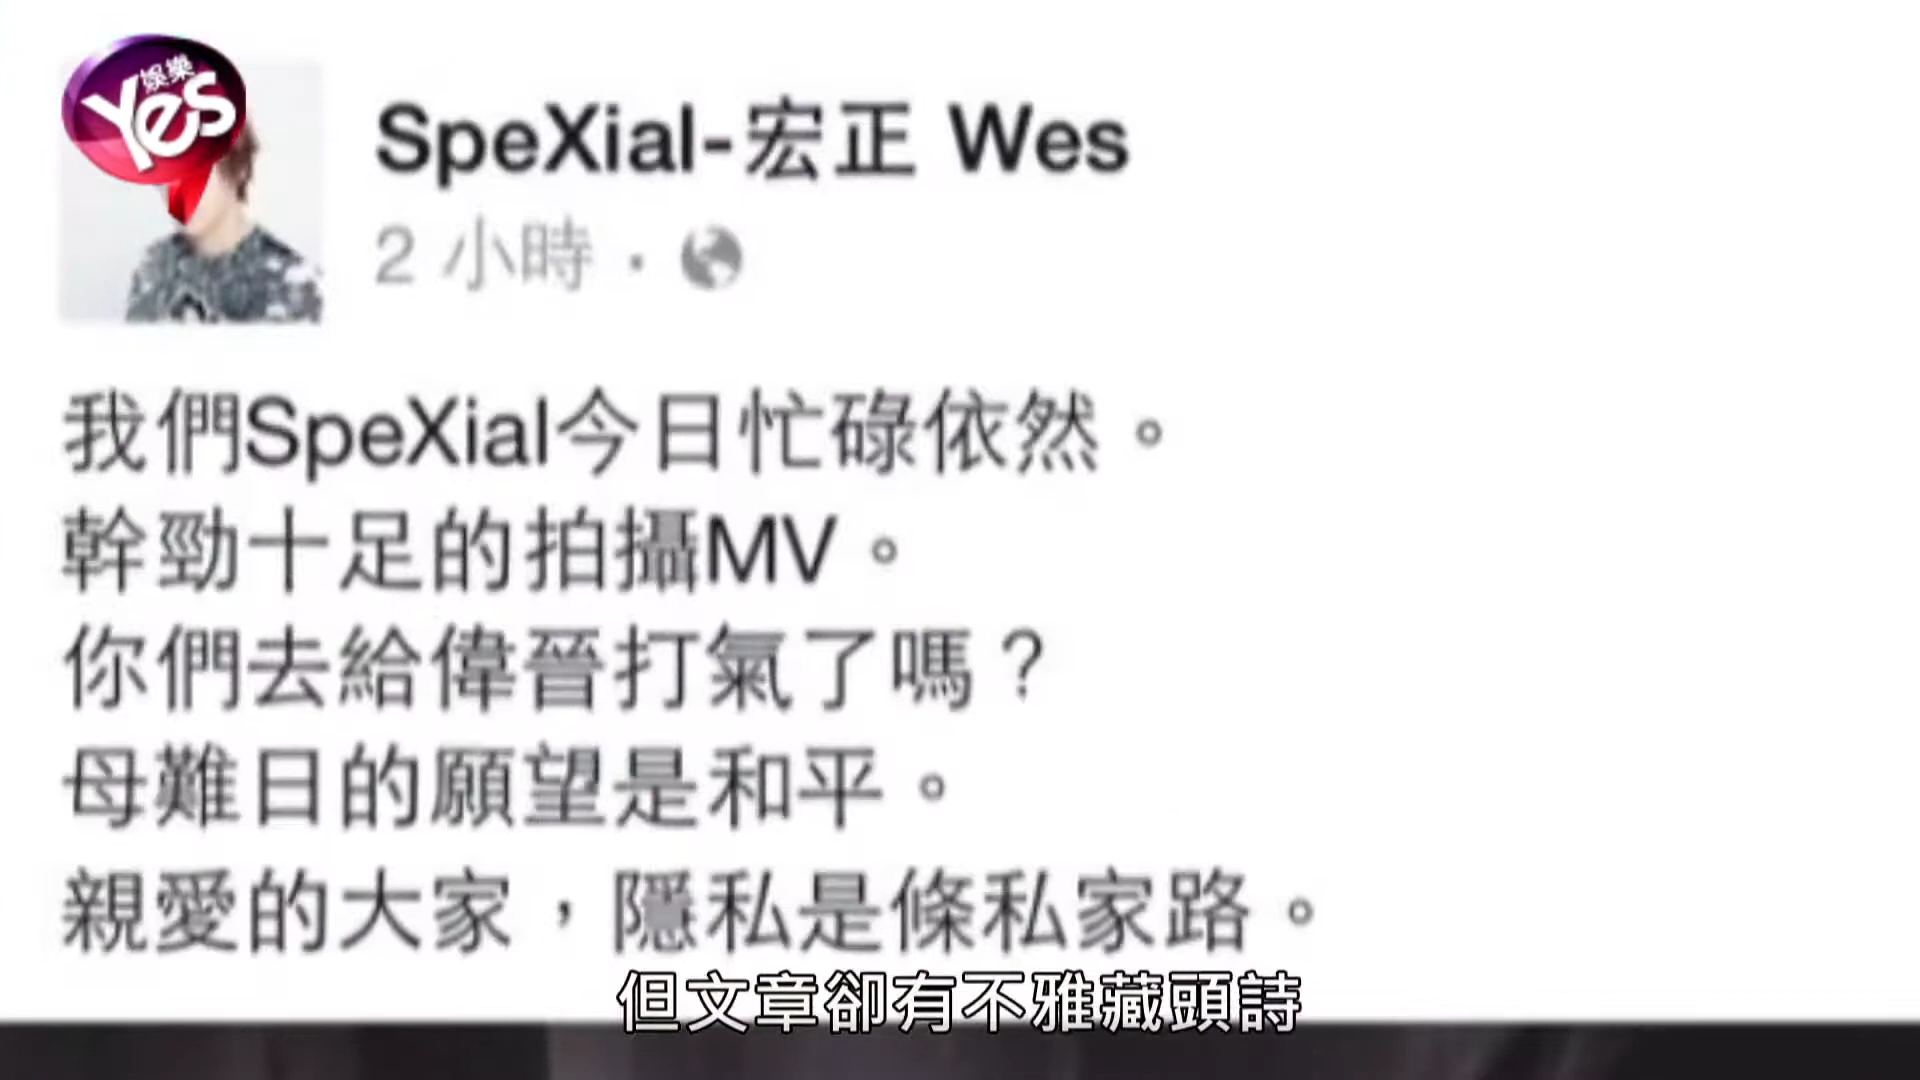 娛樂
Yes
SpeXial-宏正 Wes
2 小時 ·
我們SpeXial今日忙碌依然。
幹勁十足的拍攝MV。
你們去給偉晉打氣了嗎？
母難日的願望是和平。
親愛的大家，隱私是條私家路。
但文章卻有不雅藏頭詩